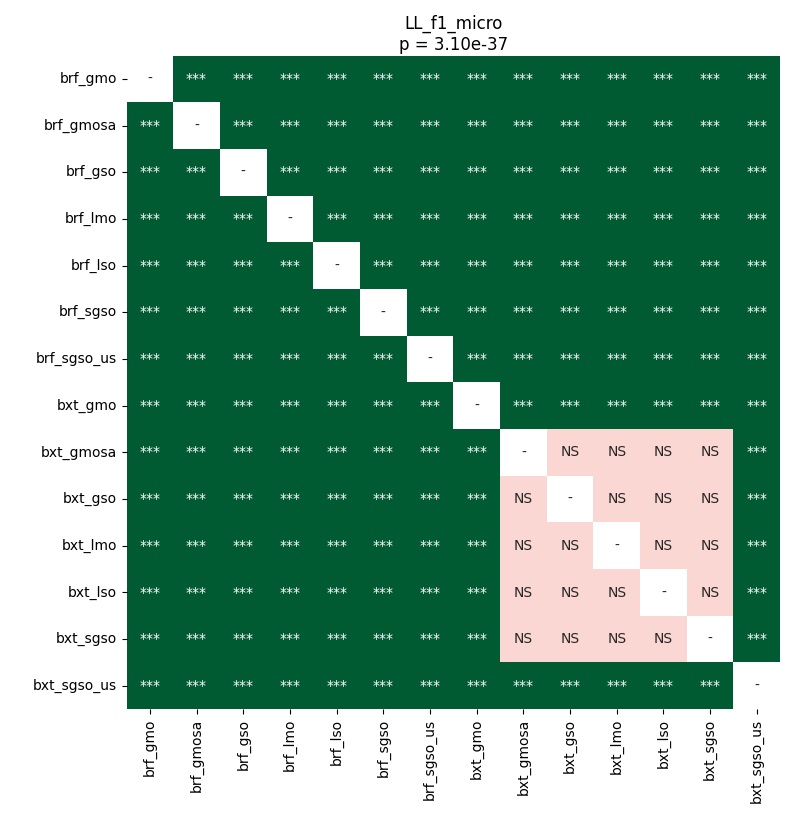 LL_f1_micro
p = 3.10e-37
brf_gmo - *** *** *** *** *** *** *** *** *** *** *** *** ***
brf_gmosa *** - *** *** *** *** *** *** *** *** *** *** *** ***
brf_gso *** *** - *** *** *** *** *** *** *** *** *** *** ***
brf_lmo *** *** *** - *** *** *** *** *** *** *** *** *** ***
brf_lso *** *** *** *** - *** *** *** *** *** *** *** *** ***
brf_sgso *** *** *** *** *** - *** *** *** *** *** *** *** ***
brf_sgso_us *** *** *** *** *** *** - *** *** *** *** *** *** ***
bxt_gmo *** *** *** *** *** *** *** - *** *** *** *** *** ***
bxt_gmosa *** *** *** *** *** *** *** *** - NS NS NS NS ***
bxt_gso *** *** *** *** *** *** *** *** NS - NS NS NS ***
bxt_lmo *** *** *** *** *** *** *** *** NS NS - NS NS ***
bxt_lso *** *** *** *** *** *** *** *** NS NS NS - NS ***
bxt_sgso *** *** *** *** *** *** *** *** NS NS NS NS - ***
bxt_sgso_us *** *** *** *** *** *** *** *** *** *** *** *** *** -
brf_gmo brf_gmosa brf_gso brf_lmo brf_lso brf_sgso brf_sgso_us bxt_gmo bxt_gmosa bxt_gso bxt_lmo bxt_lso bxt_sgso bxt_sgso_us